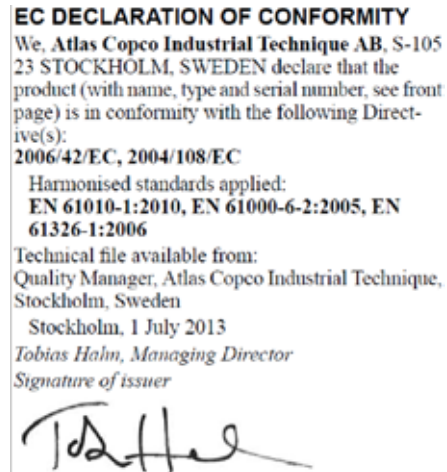 EC DECLARATION OF CONFORMITY
We, Atlas Copco Industrial Technique AB, S-105
23 STOCKHOLM, SWEDEN declare that the
product (with name, type and serial number, see front
page) is in conformity with the following Direct-
ive(s):
2006/42/EC, 2004/108/EC
Harmonised standards applied:
EN 61010-1:2010, EN 61000-6-2:2005, EN
61326-1:2006
Technical file available from:
Quality Manager, Atlas Copco Industrial Technique,
Stockholm, Sweden
Stockholm, 1 July 2013
Tobias Hahn, Managing Director
Signature of issuer